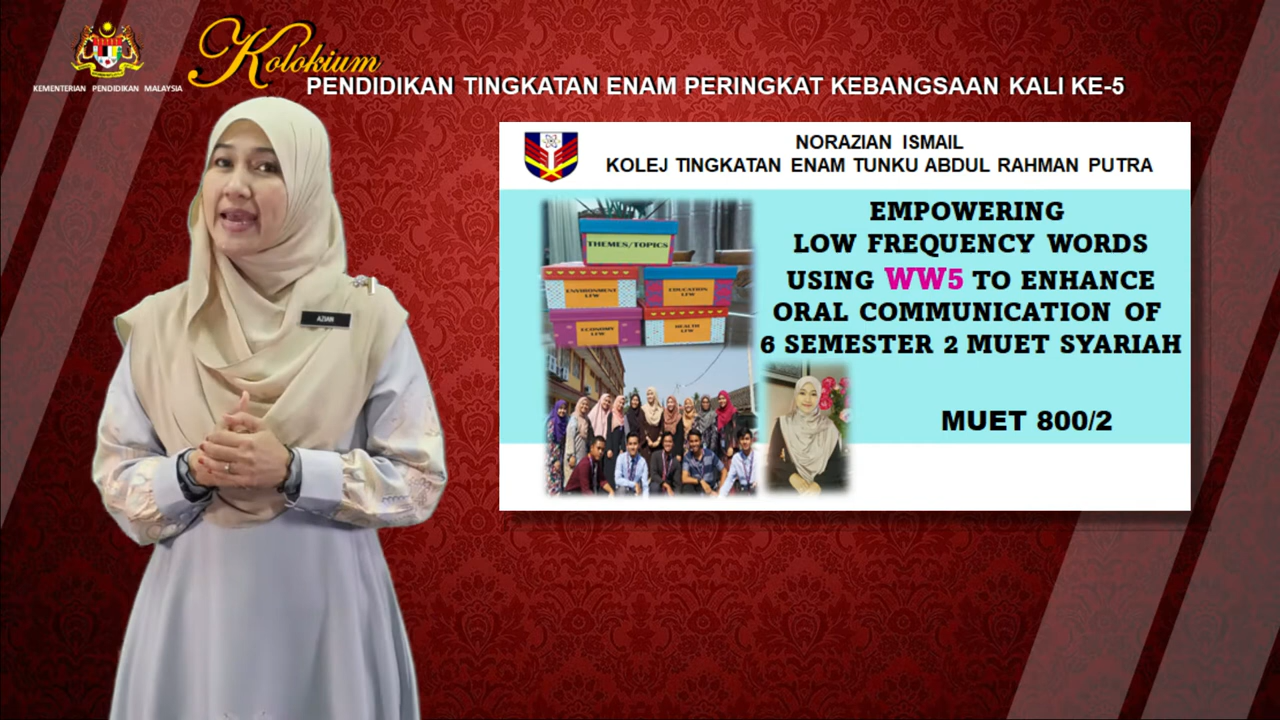 Kolokium
KEMENTERIAN PENDIDIKAN MALAYSIA
PENDIDIKAN TINGKATAN ENAM PERINGKAT KEBANGSAAN KALI KE-5
NORAZIAN ISMAIL
KOLEJ TINGKATAN ENAM TUNKU ABDUL RAHMAN PUTRA
EMPOWERING
LOW FREQUENCY WORDS
USING WW5 TO ENHANCE
ORAL COMMUNICATION OF
6 SEMESTER 2 MUET SYARIAH
MUET 800/2
THEMES/TOPICS
ENVIRONMENT
LFW
EDUCATION
LFW
ECONOMY
LFW
HEALTH
LFW
AZIAN